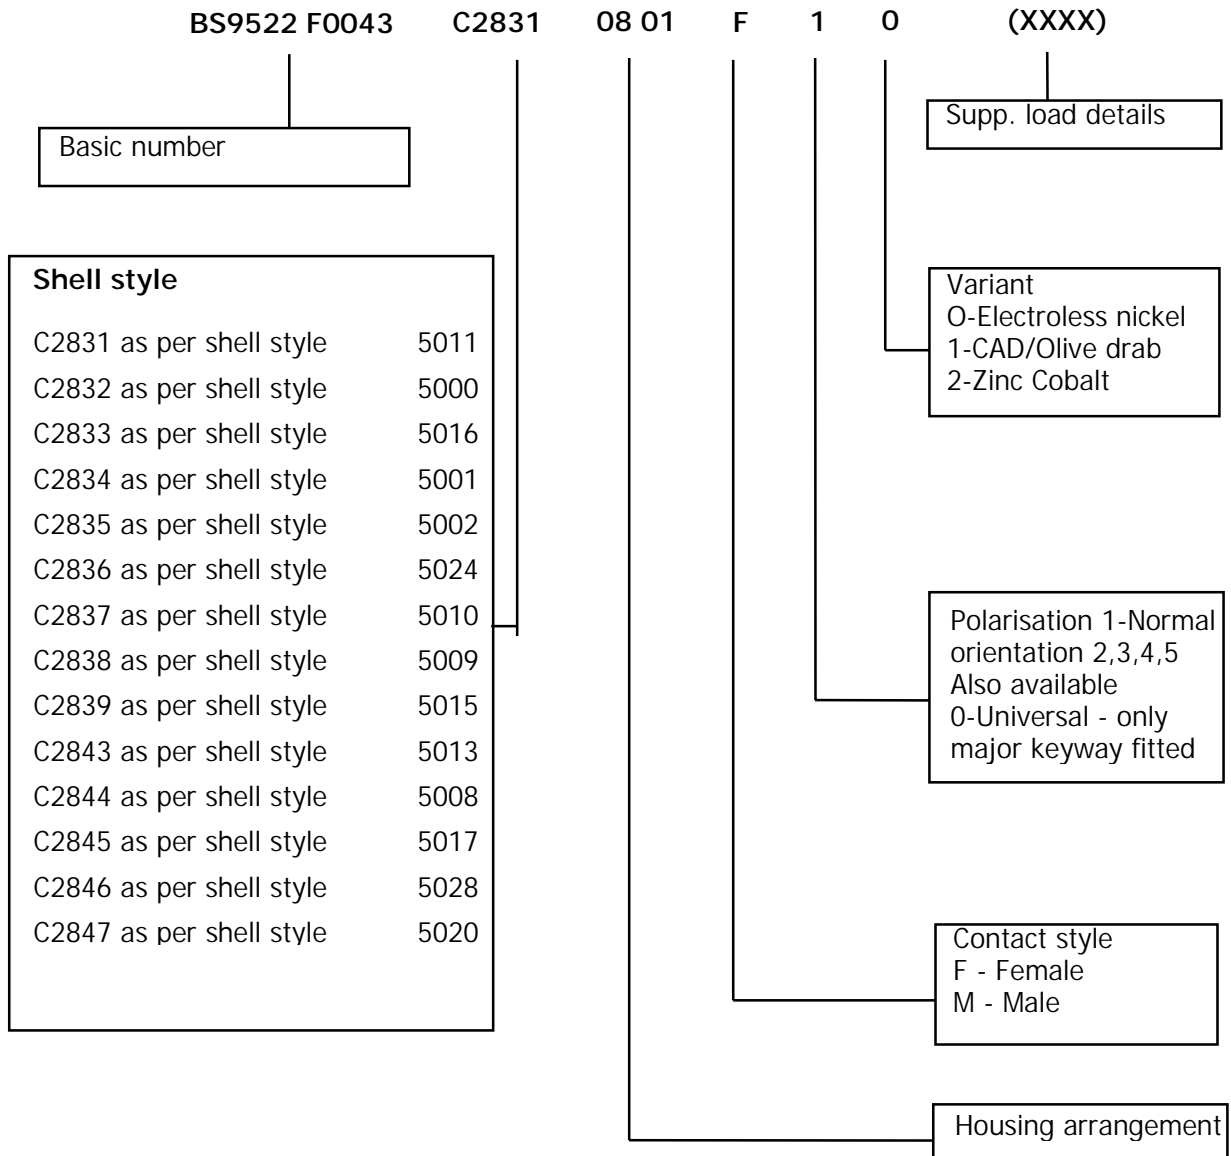 BS9522 F0043 C2831 08 01 F 1 0 (XXXX)
Basic number
Supp. load details
Shell style
C2831 as per shell style 5011
C2832 as per shell style 5000
C2833 as per shell style 5016
C2834 as per shell style 5001
C2835 as per shell style 5002
C2836 as per shell style 5024
C2837 as per shell style 5010
C2838 as per shell style 5009
C2839 as per shell style 5015
C2843 as per shell style 5013
C2844 as per shell style 5008
C2845 as per shell style 5017
C2846 as per shell style 5028
C2847 as per shell style 5020
Variant
O-Electroless nickel
1-CAD/Olive drab
2-Zinc Cobalt
Polarisation 1-Normal
orientation 2,3,4,5
Also available
0-Universal - only
major keyway fitted
Contact style
F - Female
M - Male
Housing arrangement